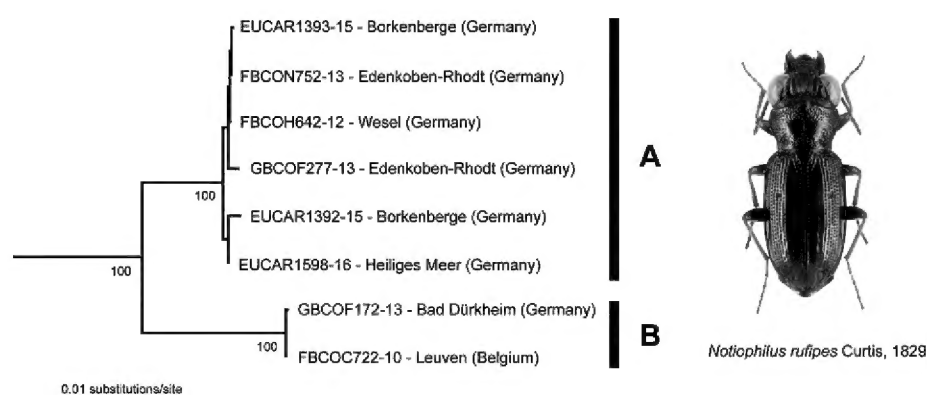 EUCAR1393-15 - Borkenberge (Germany)
FBCON752-13 - Edenkoben-Rhodt (Germany)
FBCOH642-12 - Wesel (Germany)
GBCOF277-13 - Edenkoben-Rhodt (Germany)
100
EUCAR1392-15 - Borkenberge (Germany)
EUCAR1598-16 - Heiliges Meer (Germany)
A
100
GBCOF172-13 - Bad Dürkheim (Germany)
100
FBCOC722-10 - Leuven (Belgium)
B
0.01 substitutions/site
Notiophilus rufipes Curtis, 1829